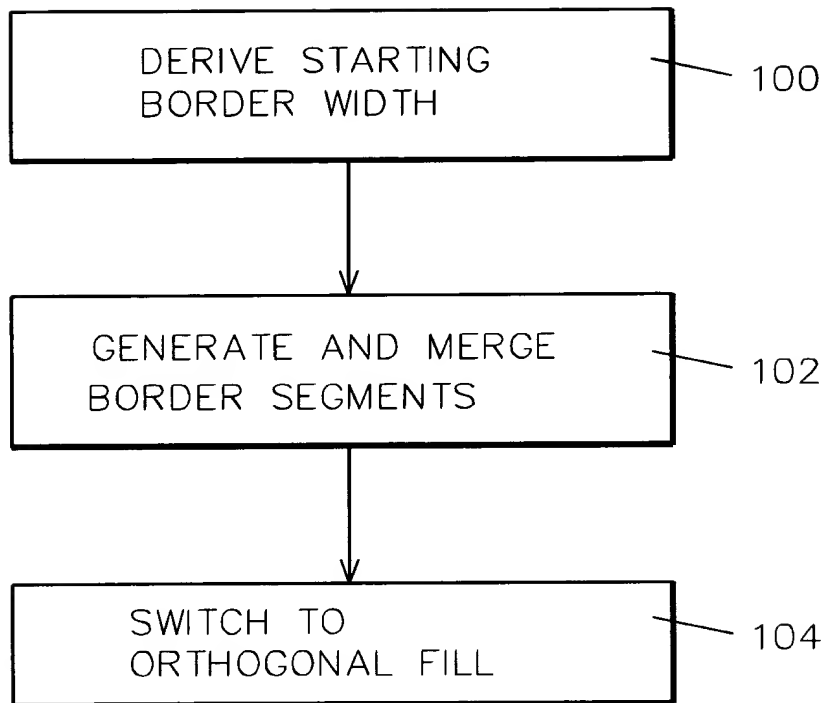 DERIVE STARTING
BORDER WIDTH
100
GENERATE AND MERGE
BORDER SEGMENTS
102
SWITCH TO
ORTHOGONAL FILL
104